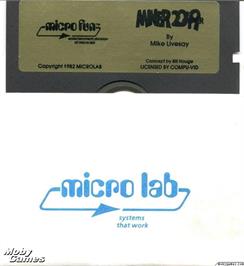 micro fun
MINER 2049er
By
Mike Livesay
Concept by Bill Hogue
Copyright 1982 MICROLAB
LICENSED BY COMPU-VID
micro lab
systems
that work
Moby
Games